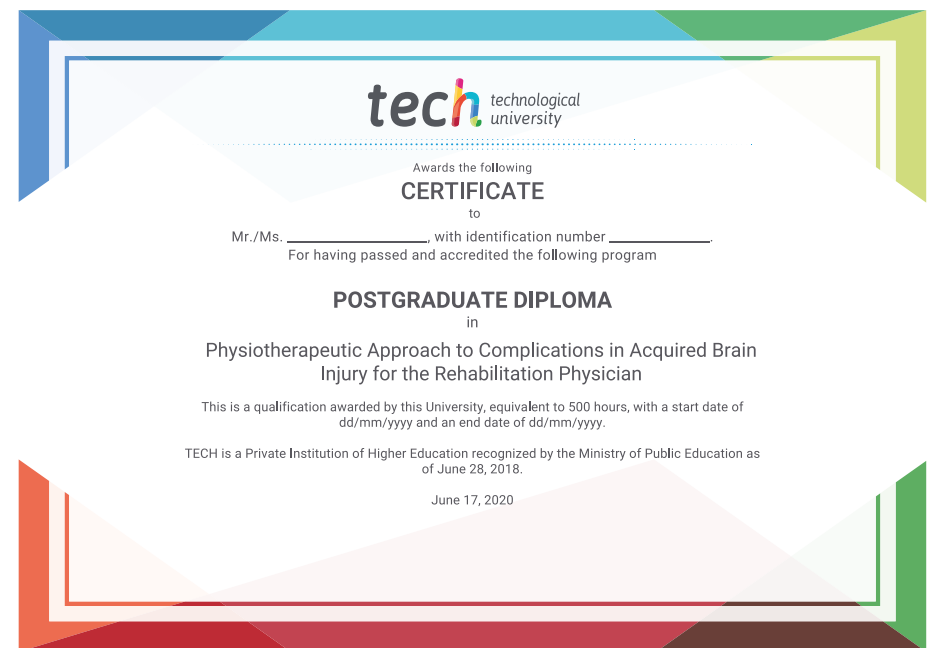 tech technological
university
Awards the following
CERTIFICATE
to
Mr./Ms. ____________, with identification number ____________.
For having passed and accredited the following program
POSTGRADUATE DIPLOMA
in
Physiotherapeutic Approach to Complications in Acquired Brain
Injury for the Rehabilitation Physician
This is a qualification awarded by this University, equivalent to 500 hours, with a start date of
dd/mm/yyyy and an end date of dd/mm/yyyy.
TECH is a Private Institution of Higher Education recognized by the Ministry of Public Education as
of June 28, 2018.
June 17, 2020